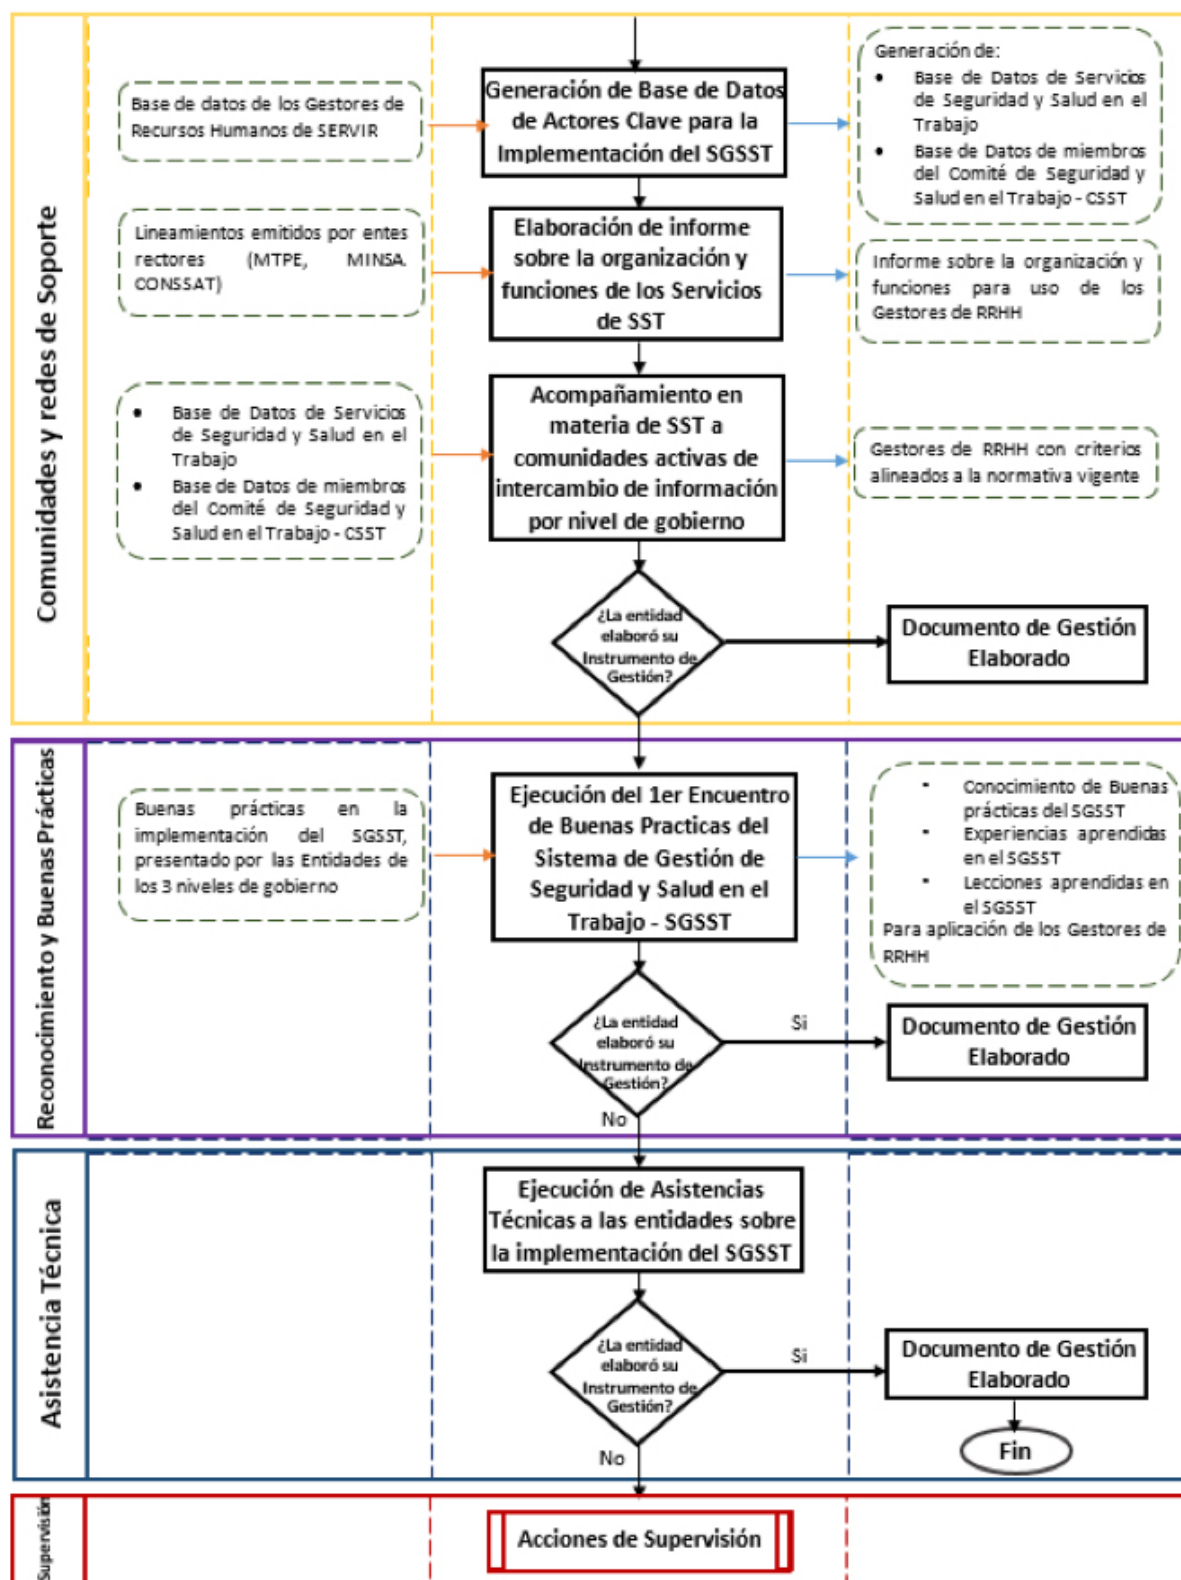 Comunidades y redes de Soporte
Base de datos de los Gestores de
Recursos Humanos de SERVIR
Generación de Base de Datos
de Actores Clave para la
Implementación del SGSST
Generación de:
• Base de Datos de Servicios
de Seguridad y Salud en el
Trabajo
• Base de Datos de miembros
del Comité de Seguridad y
Salud en el Trabajo - CSST
Lineamientos emitidos por entes
rectores (MTPE, MINSA.
CONSSAT)
Elaboración de informe
sobre la organización y
funciones de los Servicios
de SST
Informe sobre la organización y
funciones para uso de los
Gestores de RRHH
• Base de Datos de Servicios
de Seguridad y Salud en el
Trabajo
• Base de Datos de miembros
del Comité de Seguridad y
Salud en el Trabajo - CSST
Acompañamiento en
materia de SST a
comunidades activas de
intercambio de información
por nivel de gobierno
Gestores de RRHH con criterios
alineados a la normativa vigente
¿La entidad
elaboró su
Instrumento de
Gestión?
Documento de Gestión
Elaborado
Reconocimiento y Buenas Prácticas
Buenas prácticas en la
implementación del SGSST,
presentado por las Entidades de
los 3 niveles de gobierno
Ejecución del 1er Encuentro
de Buenas Practicas del
Sistema de Gestión de
Seguridad y Salud en el
Trabajo - SGSST
- Conocimiento de Buenas
prácticas del SGSST
- Experiencias aprendidas
en el SGSST
- Lecciones aprendidas en
el SGSST
Para aplicación de los Gestores de
RRHH
¿La entidad
elaboró su
Instrumento de
Gestión?
Si
Documento de Gestión
Elaborado
No
Asistencia Técnica
Ejecución de Asistencias
Técnicas a las entidades sobre
la implementación del SGSST
¿La entidad
elaboró su
Instrumento de
Gestión?
Si
Documento de Gestión
Elaborado
Fin
No
Supervisión
Acciones de Supervisión